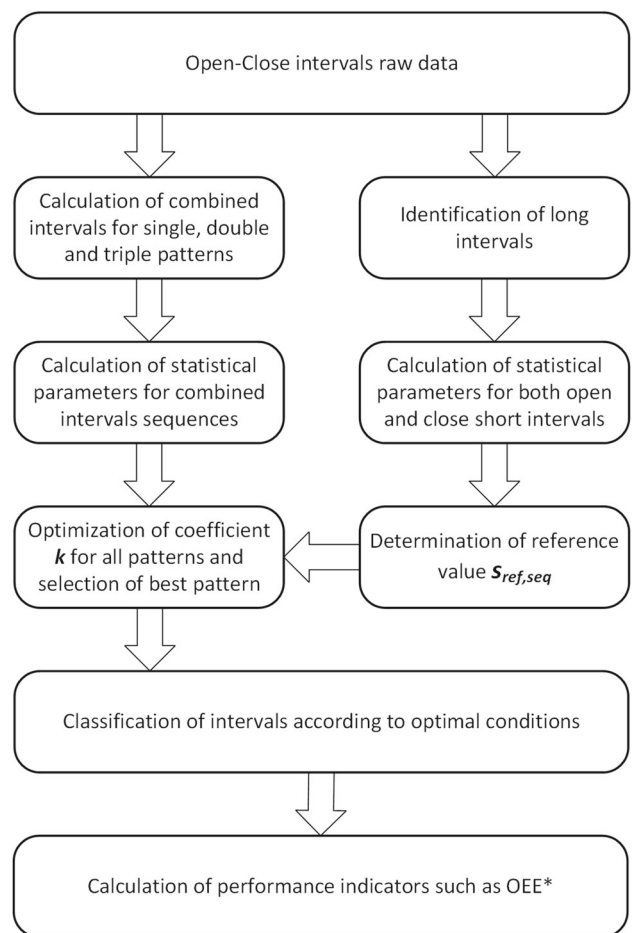 Open-Close intervals raw data
Calculation of combined
intervals for single, double
and triple patterns
Identification of long
intervals
Calculation of statistical
parameters for combined
intervals sequences
Calculation of statistical
parameters for both open
and close short intervals
Optimization of coefficient
k for all patterns and
selection of best pattern
Determination of reference
value s_ref,seq
Classification of intervals according to optimal conditions
Calculation of performance indicators such as OEE*